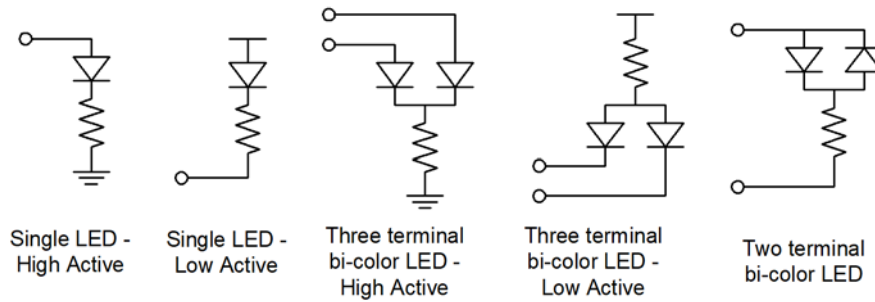 Single LED -
High Active
Single LED -
Low Active
Three terminal
bi-color LED -
High Active
Three terminal
bi-color LED -
Low Active
Two terminal
bi-color LED